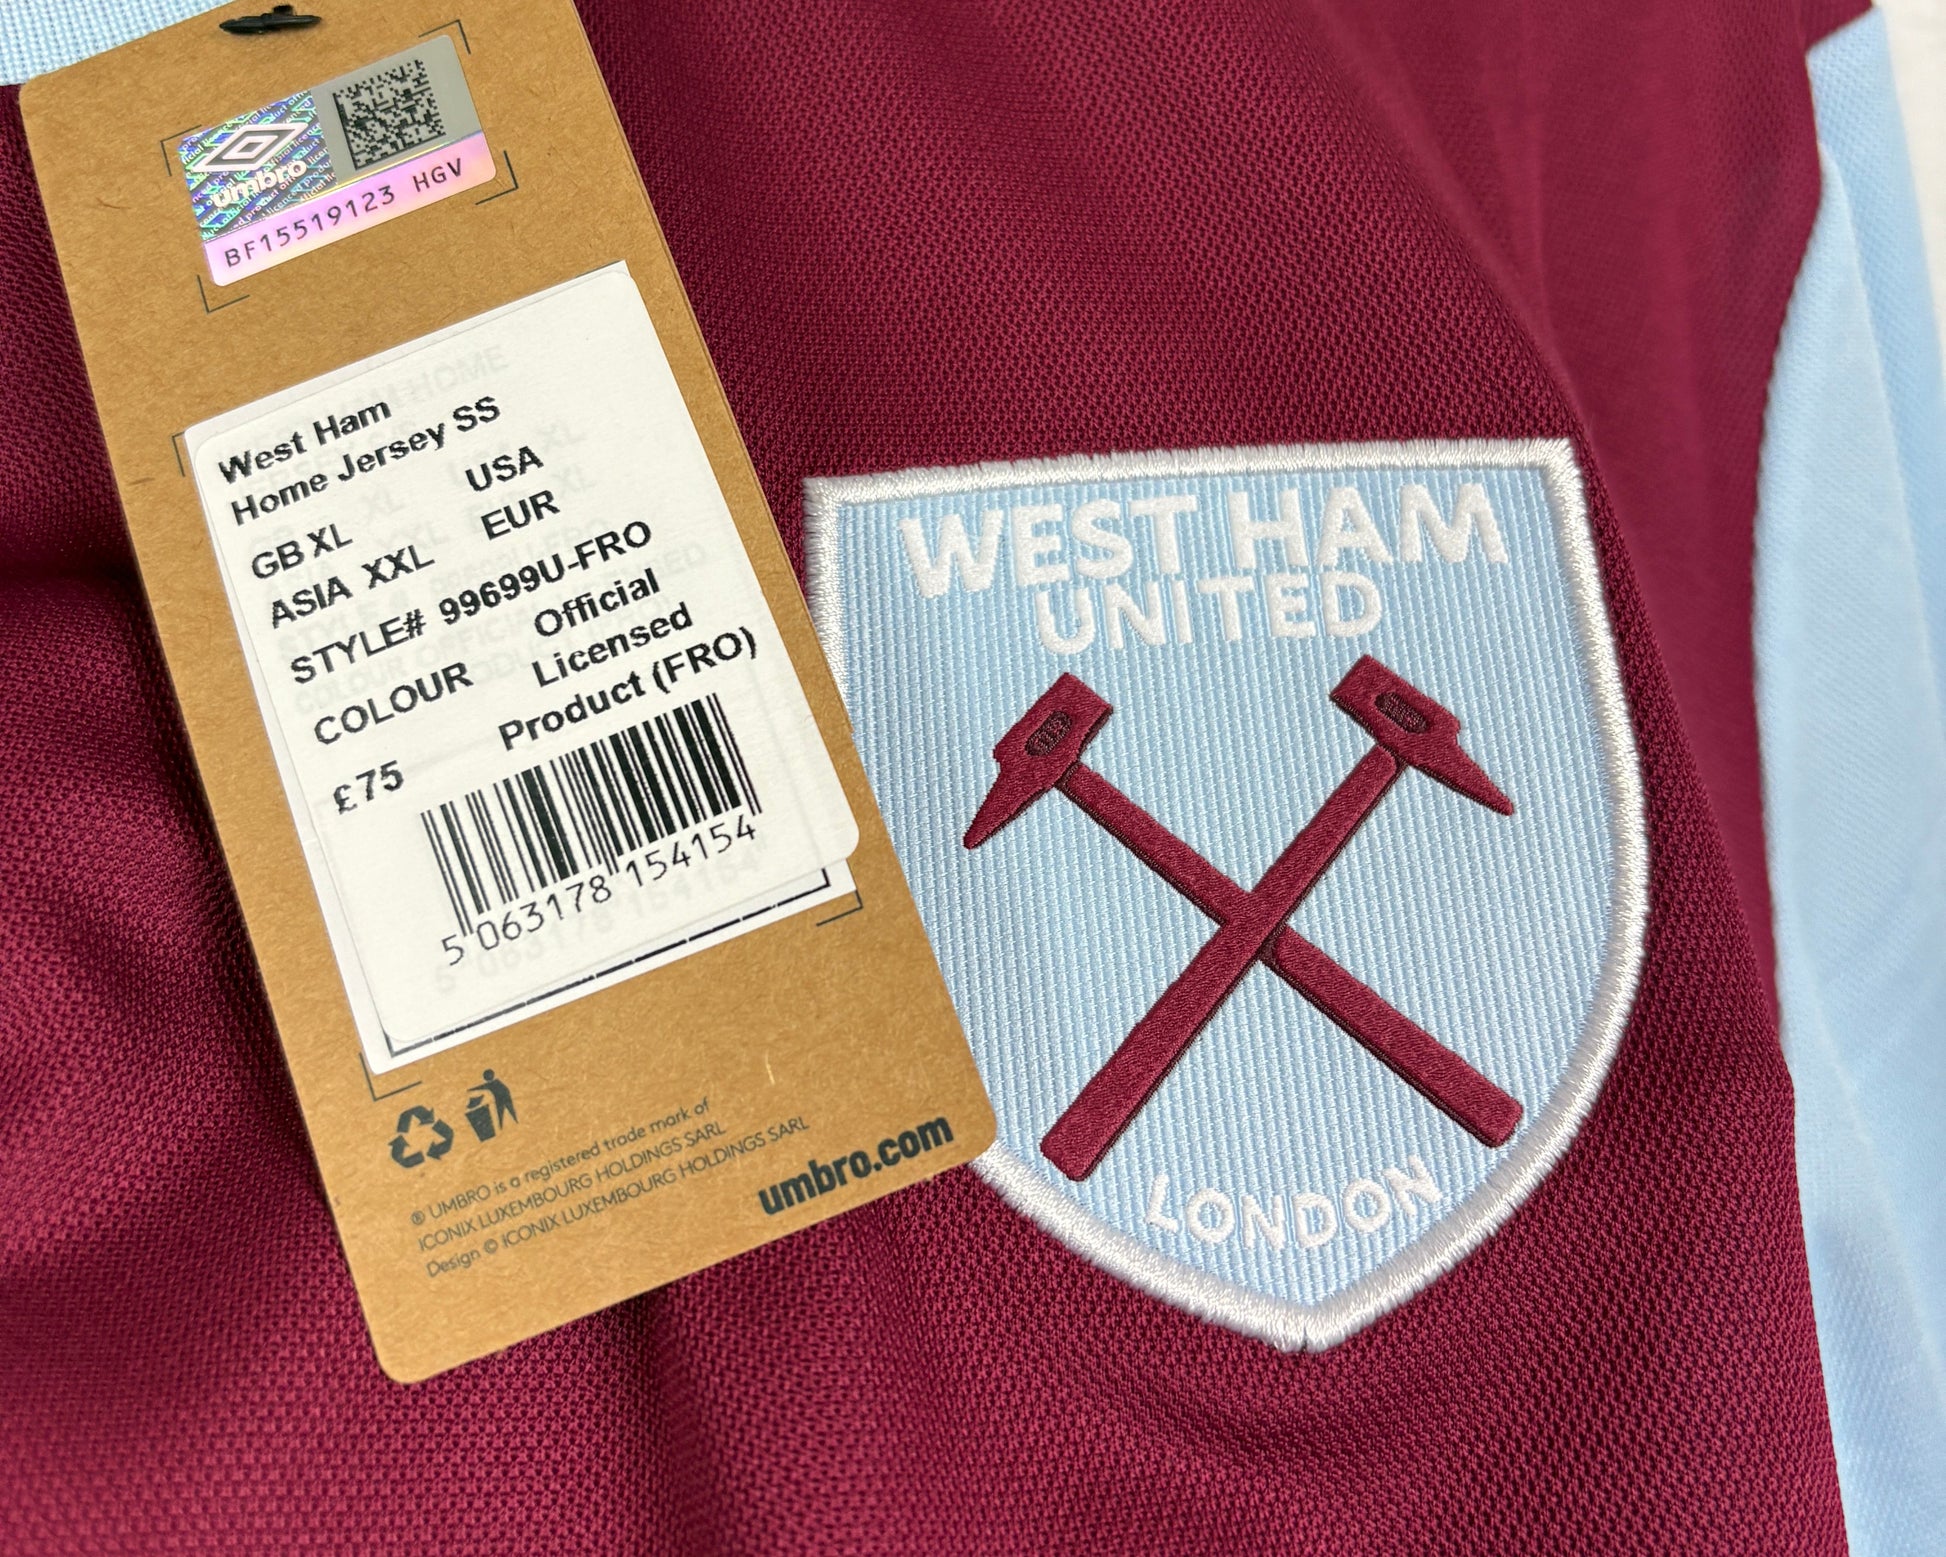 umbro
BF15519123 HGV
West Ham
Home Jersey SS
GB XL USA
ASIA XXL EUR
STYLE# 99699U-FRO
COLOUR Official
Licensed
Product (FRO)
£75
5 063178 154154
® UMBRO is a registered trade mark of
ICONIX LUXEMBOURG HOLDINGS SARL
Design © ICONIX LUXEMBOURG HOLDINGS SARL
umbro.com
WEST HAM
UNITED
LONDON